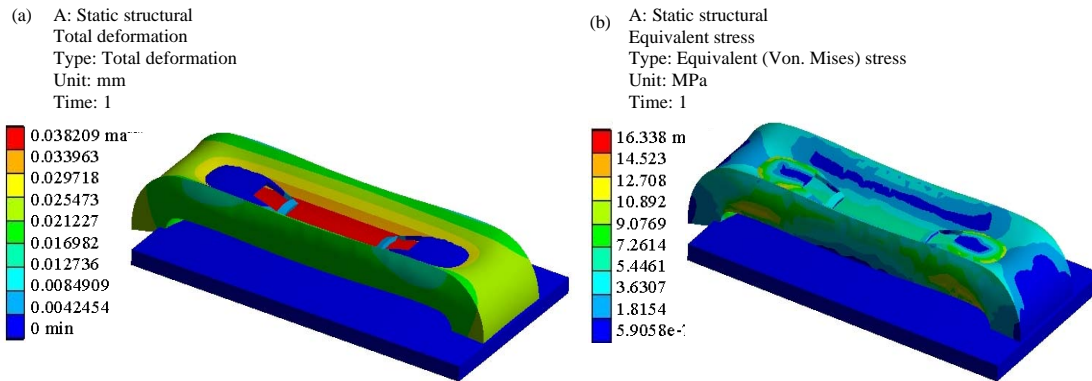 (a) A: Static structural
Total deformation
Type: Total deformation
Unit: mm
Time: 1
0.038209
0.033963
0.029718
0.025473
0.021227
0.016982
0.012736
0.0084909
0.0042454
0 min
(b) A: Static structural
Equivalent stress
Type: Equivalent (Von. Mises) stress
Unit: MPa
Time: 1
16.338
14.523
12.708
10.892
9.0769
7.2614
5.4461
3.6307
1.8154